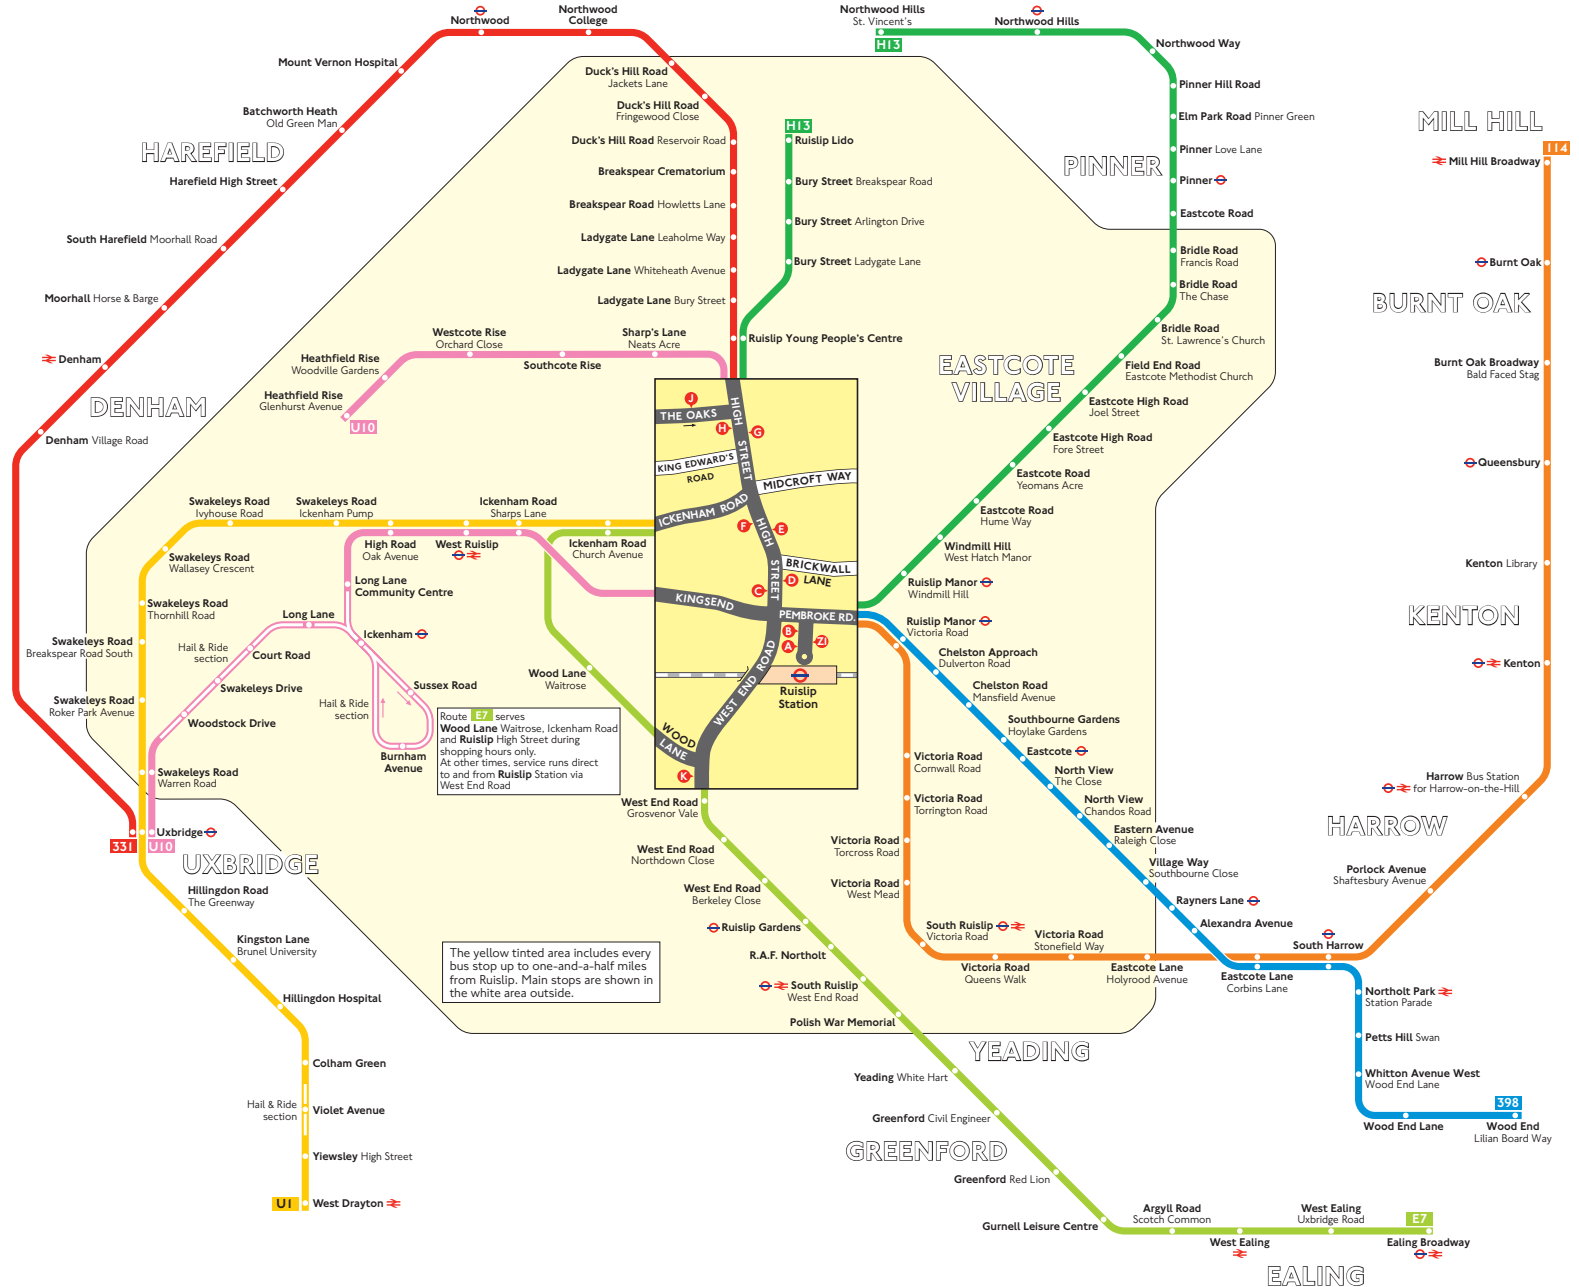 Northwood
Northwood
College
Mount Vernon Hospital
Batchworth Heath
Old Green Man
HAREFIELD
Harefield High Street
South Harefield Moorhall Road
Moorhall Horse & Barge
Denham
DENHAM
Denham Village Road
Duck's Hill Road
Jackets Lane
Duck's Hill Road
Fringewood Close
Duck's Hill Road Reservoir Road
Breakspear Crematorium
Breakspear Road Howletts Lane
Ladygate Lane Leaholme Way
Ladygate Lane Whiteheath Avenue
Ladygate Lane Bury Street
H13
Ruislip Lido
Bury Street Breakspear Road
Bury Street Arlington Drive
Bury Street Ladygate Lane
Ruislip Young People's Centre
Northwood Hills
St. Vincent's
H13
Northwood Hills
Northwood Way
Pinner Hill Road
Elm Park Road Pinner Green
Pinner Love Lane
PINNER
Pinner
Eastcote Road
Bridle Road
Francis Road
Bridle Road
The Chase
Bridle Road
St. Lawrence's Church
Field End Road
Eastcote Methodist Church
EASTCOTE
VILLAGE
Eastcote High Road
Joel Street
Eastcote High Road
Fore Street
Eastcote Road
Yeomans Acre
Eastcote Road
Hume Way
Windmill Hill
West Hatch Manor
Ruislip Manor
Windmill Hill
MILL HILL
114
Mill Hill Broadway
Burnt Oak
BURNT OAK
Burnt Oak Broadway
Bald Faced Stag
Queensbury
Kenton Library
KENTON
Kenton
Harrow Bus Station
for Harrow-on-the-Hill
HARROW
Porlock Avenue
Shaftesbury Avenue
South Harrow
Westcote Rise
Orchard Close
Sharp's Lane
Neats Acre
Southcote Rise
Heathfield Rise
Woodville Gardens
Heathfield Rise
Glenhurst Avenue
U10
Swakeleys Road
Ivyhouse Road
Swakeleys Road
Ickenham Pump
Ickenham Road
Sharps Lane
High Road
Oak Avenue
West Ruislip
Ickenham Road
Church Avenue
Swakeleys Road
Wallasey Crescent
Swakeleys Road
Thornhill Road
Swakeleys Road
Breakspear Road South
Swakeleys Road
Roker Park Avenue
Long Lane
Community Centre
Long Lane
Ickenham
Hail & Ride
section
Court Road
Swakeleys Drive
Woodstock Drive
Sussex Road
Hail & Ride
section
Burnham
Avenue
Swakeleys Road
Warren Road
Uxbridge
331
U10
UXBRIDGE
Wood Lane
Waitrose
Route E7 serves
Wood Lane Waitrose, Ickenham Road
and Ruislip High Street during
shopping hours only.
At other times, service runs direct
to and from Ruislip Station via
West End Road
J
THE OAKS
HIGH STREET
H
G
KING EDWARD'S
ROAD
MIDCROFT WAY
ICKENHAM ROAD
HIGH STREET
F
E
BRICKWALL
LANE
D
C
KINGSEND
PEMBROKE RD.
B
A
Z1
WEST END ROAD
Ruislip
Station
WOOD
LANE
K
Ruislip Manor
Victoria Road
Chelston Approach
Dulverton Road
Chelston Road
Mansfield Avenue
Southbourne Gardens
Hoylake Gardens
Eastcote
North View
The Close
North View
Chandos Road
Eastern Avenue
Raleigh Close
Village Way
Southbourne Close
Rayners Lane
Alexandra Avenue
Victoria Road
Cornwall Road
Victoria Road
Torrington Road
Victoria Road
Torcross Road
Victoria Road
West Mead
South Ruislip
Victoria Road
Victoria Road
Queens Walk
Victoria Road
Stonefield Way
Eastcote Lane
Holyrood Avenue
Eastcote Lane
Corbins Lane
Northolt Park
Station Parade
Petts Hill Swan
Whitton Avenue West
Wood End Lane
398
Wood End Lane
Wood End
Lilian Board Way
West End Road
Grosvenor Vale
West End Road
Northdown Close
West End Road
Berkeley Close
Ruislip Gardens
R.A.F. Northolt
South Ruislip
West End Road
Polish War Memorial
YEADING
Yeading White Hart
Greenford Civil Engineer
GREENFORD
Greenford Red Lion
Gurnell Leisure Centre
Argyll Road
Scotch Common
West Ealing
West Ealing
Uxbridge Road
E7
Ealing Broadway
EALING
The yellow tinted area includes every
bus stop up to one-and-a-half miles
from Ruislip. Main stops are shown in
the white area outside.
Hillingdon Road
The Greenway
Kingston Lane
Brunel University
Hillingdon Hospital
Colham Green
Hail & Ride
section
Violet Avenue
Yiewsley High Street
U1
West Drayton